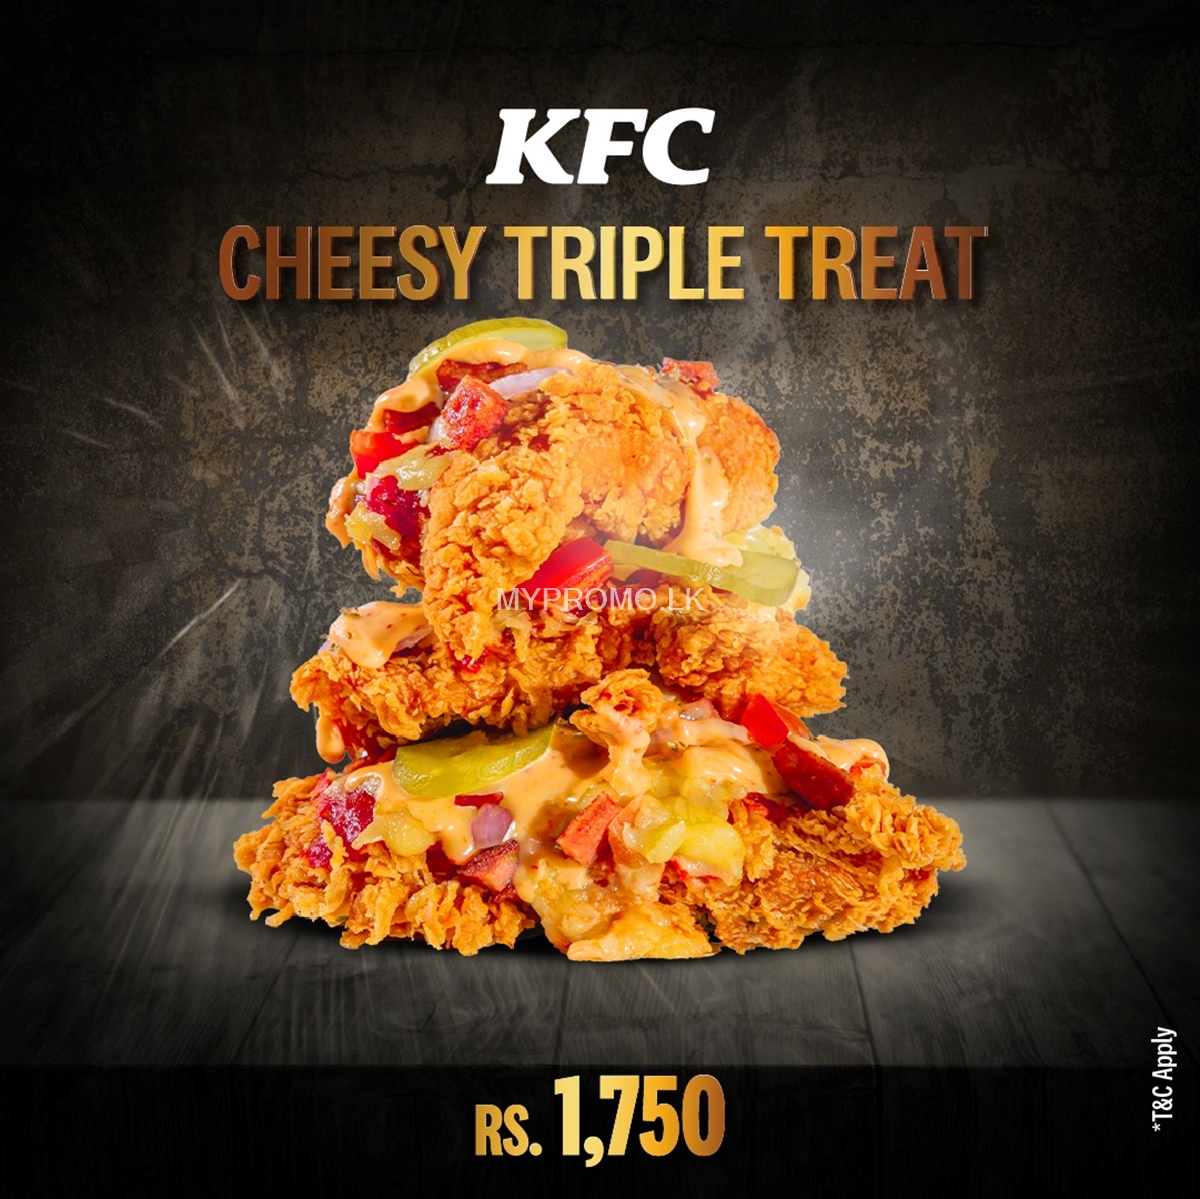 KFC
CHEESY TRIPLE TREAT
MYPROMO.LK
RS. 1,750
*T&C Apply